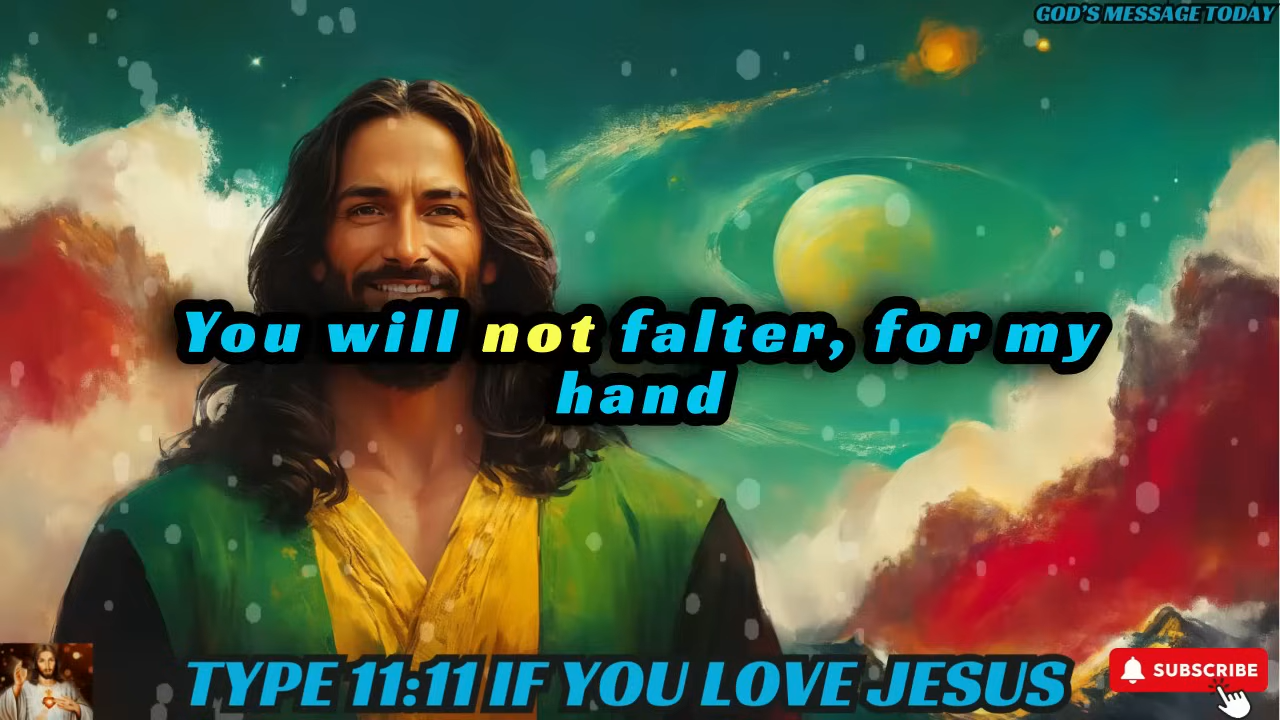 GOD'S MESSAGE TODAY
You will not falter, for my
hand
TYPE 11:11 IF YOU LOVE JESUS
SUBSCRIBE